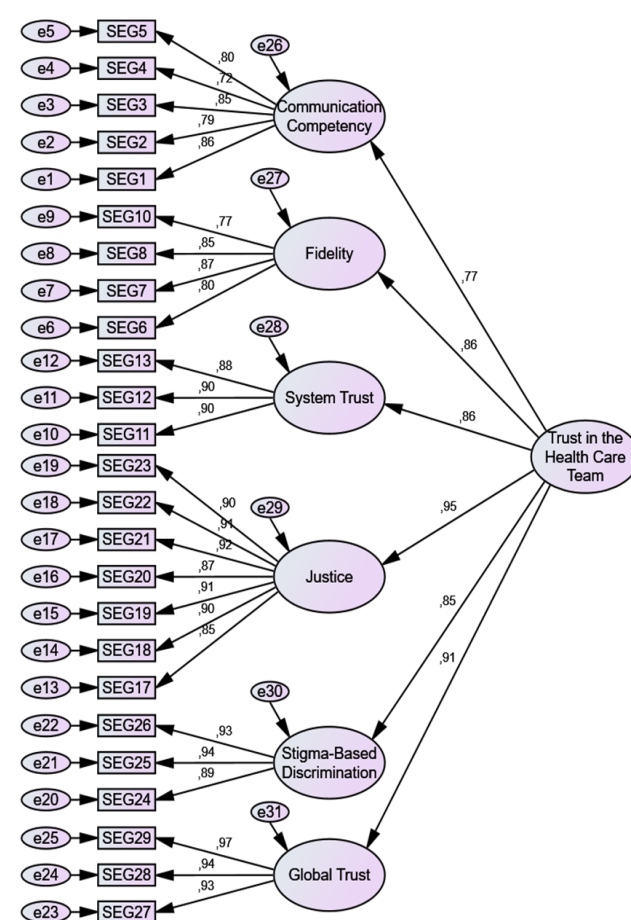 e5
SEG5
e4
SEG4
e3
SEG3
e2
SEG2
e1
SEG1
,80
,72
,85
,79
,86
e26
Communication
Competency
e9
SEG10
e8
SEG8
e7
SEG7
e6
SEG6
,77
,85
,87
,80
e27
Fidelity
e12
SEG13
e11
SEG12
e10
SEG11
,88
,90
,90
e28
System Trust
e19
SEG23
e18
SEG22
e17
SEG21
e16
SEG20
e15
SEG19
e14
SEG18
e13
SEG17
,90
,91
,92
,87
,91
,90
,85
e29
Justice
e22
SEG26
e21
SEG25
e20
SEG24
,93
,94
,89
e30
Stigma-Based
Discrimination
e25
SEG29
e24
SEG28
e23
SEG27
,97
,94
,93
e31
Global Trust
,77
,86
,86
,95
,85
,91
Trust in the
Health Care
Team